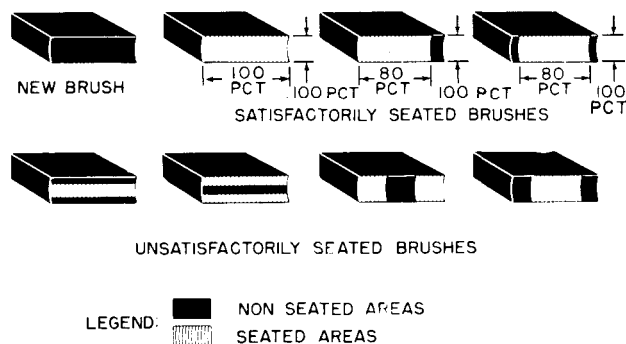 100 PCT
100 PCT
80 PCT
100 PCT
80 PCT
100 PCT
NEW BRUSH
SATISFACTORILY SEATED BRUSHES
UNSATISFACTORILY SEATED BRUSHES
LEGEND:
NON SEATED AREAS
SEATED AREAS